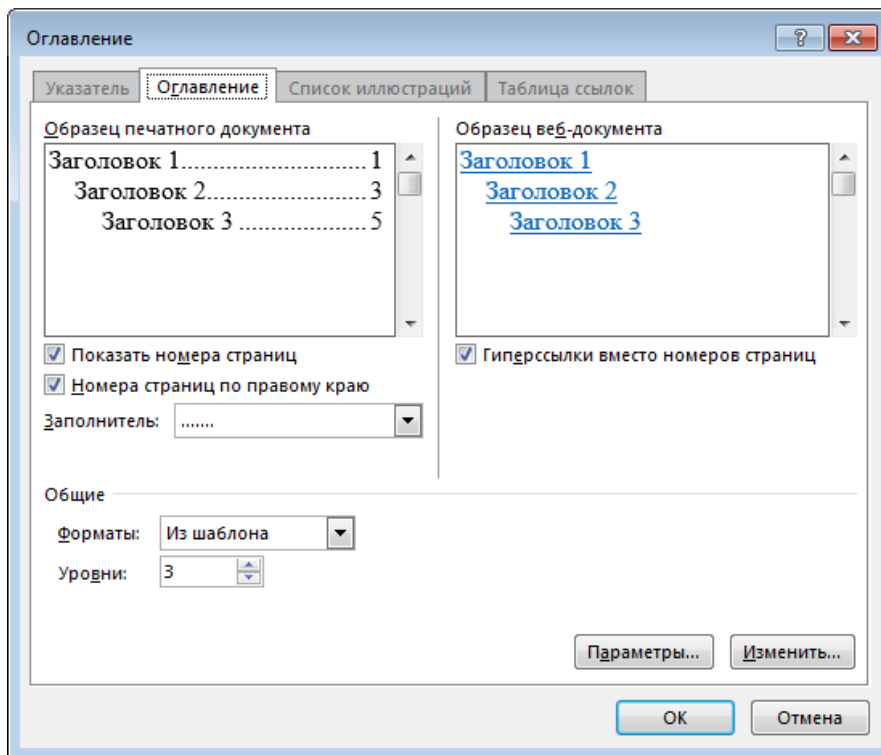 Оглавление
Указатель Оглавление Список иллюстраций Таблица ссылок
Образец печатного документа
Заголовок 1............................. 1
Заголовок 2......................... 3
Заголовок 3 .................... 5
Показать номера страниц
Номера страниц по правому краю
Заполнитель: .......
Образец веб-документа
Заголовок 1
Заголовок 2
Заголовок 3
Гиперссылки вместо номеров страниц
Общие
Форматы: Из шаблона
Уровни: 3
Параметры... Изменить...
ОК Отмена